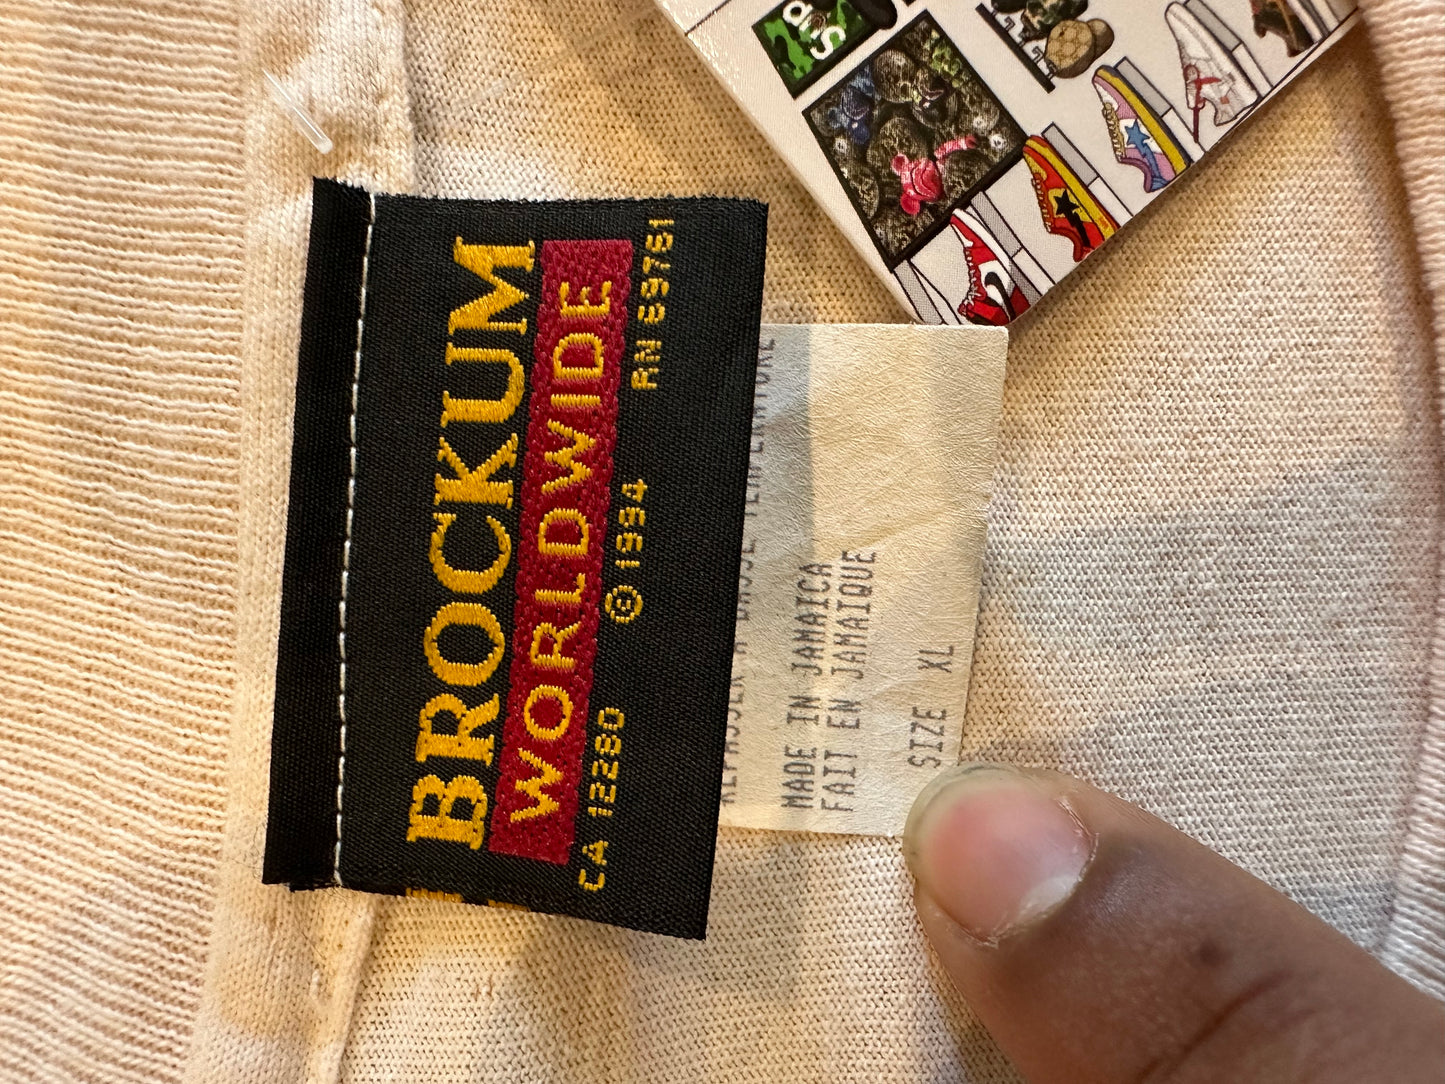 BROCKUM
WORLDWIDE
CA 12280 © 1994 RN 69761
MADE IN JAMAICA
FAIT EN JAMAIQUE
SIZE XL